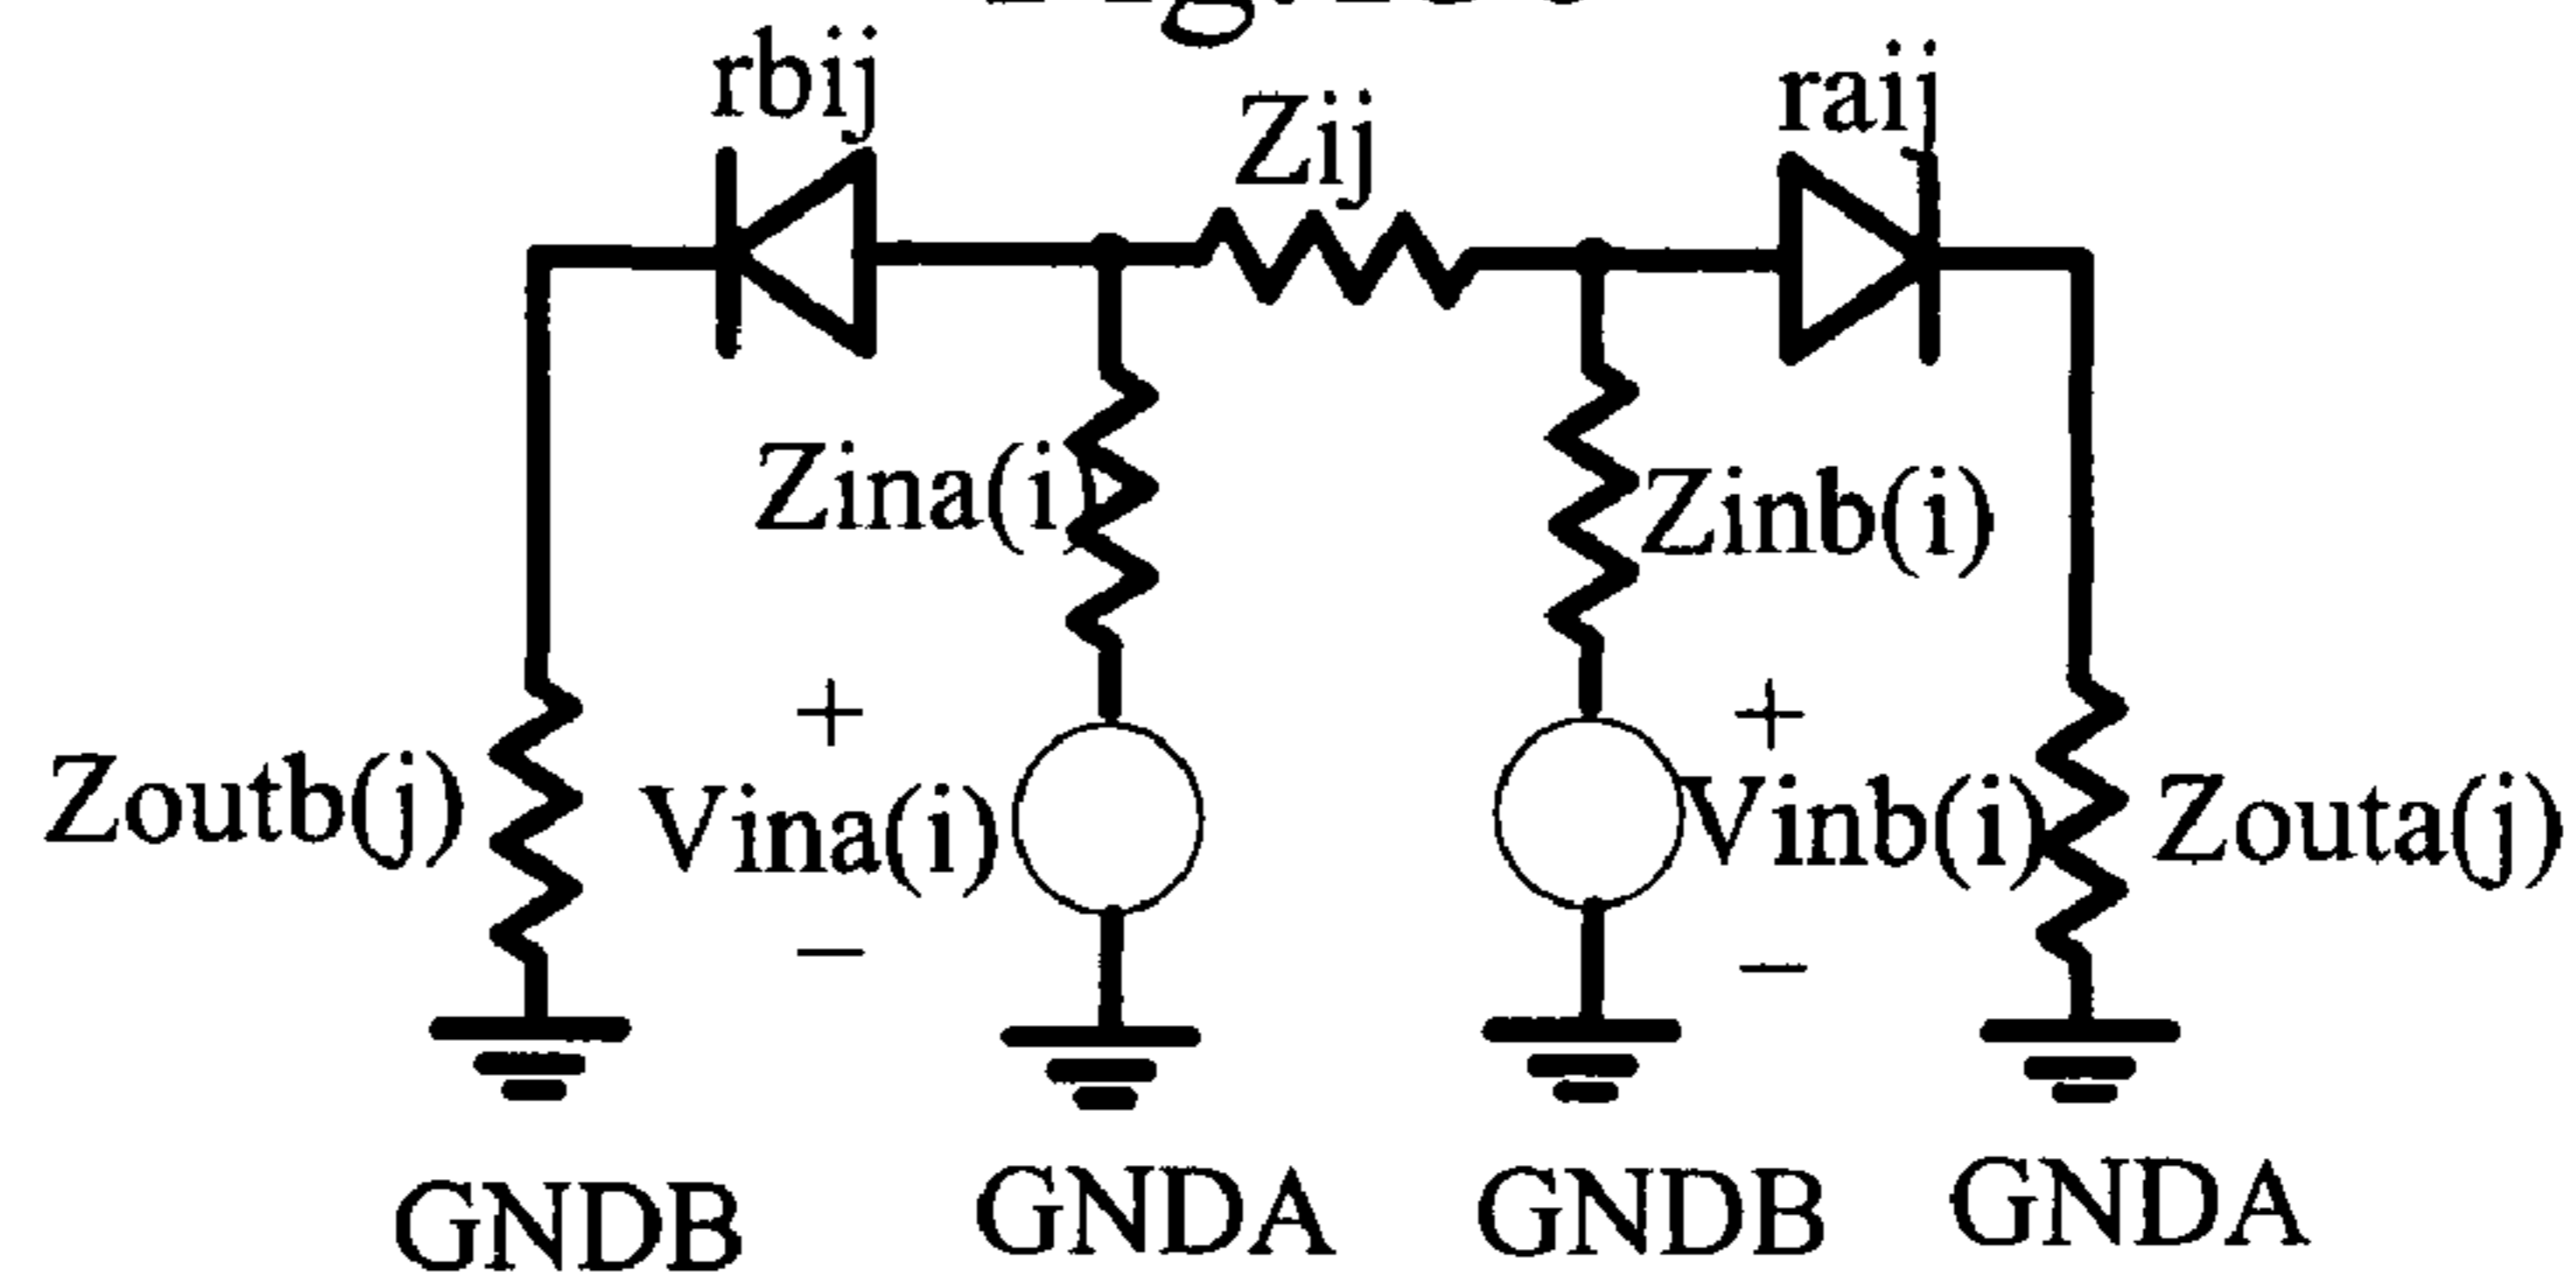 rbij
Zij
raij
Zina(i)
Zinb(i)
+
+
Zoutb(j)
Vina(i)
Vinb(i)
Zouta(j)
−
−
GNDB
GNDA
GNDB
GNDA